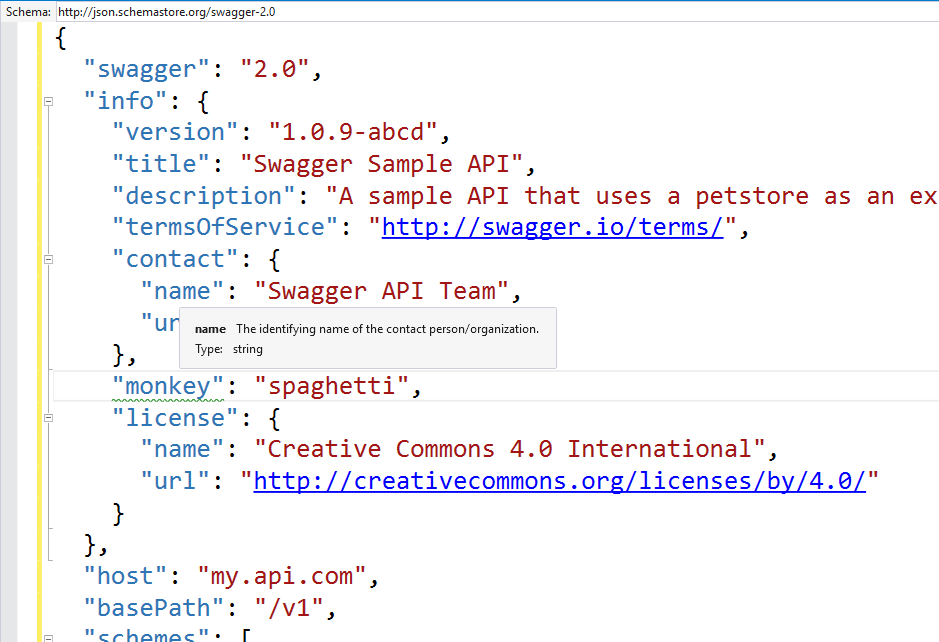 Schema: http://json.schemastore.org/swagger-2.0
{
"swagger": "2.0",
"info": {
"version": "1.0.9-abcd",
"title": "Swagger Sample API",
"description": "A sample API that uses a petstore as an ex
"termsOfService": "http://swagger.io/terms/",
"contact": {
"name": "Swagger API Team",
"ur
name The identifying name of the contact person/organization.
Type: string
},
"monkey": "spaghetti",
"license": {
"name": "Creative Commons 4.0 International",
"url": "http://creativecommons.org/licenses/by/4.0/"
}
},
"host": "my.api.com",
"basePath": "/v1",
"schemes": [